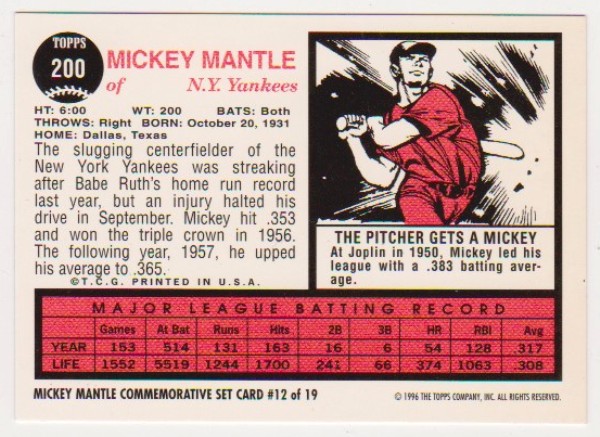 TOPPS
200
MICKEY MANTLE
of N.Y. Yankees
HT: 6:00 WT: 200 BATS: Both
THROWS: Right BORN: October 20, 1931
HOME: Dallas, Texas
The slugging centerfielder of the
New York Yankees was streaking
after Babe Ruth's home run record
last year, but an injury halted his
drive in September. Mickey hit .353
and won the triple crown in 1956.
The following year, 1957, he upped
his average to .365.
©T.C.G. PRINTED IN U.S.A.
THE PITCHER GETS A MICKEY
At Joplin in 1950, Mickey led his
league with a .383 batting aver-
age.
MAJOR LEAGUE BATTING RECORD
Games At Bat Runs Hits 2B 3B HR RBI Avg
YEAR 153 514 131 163 16 6 54 128 .317
LIFE 1552 5519 1244 1700 241 66 374 1063 .308
MICKEY MANTLE COMMEMORATIVE SET CARD #12 of 19
© 1996 THE TOPPS COMPANY, INC. ALL RIGHTS RESERVED.